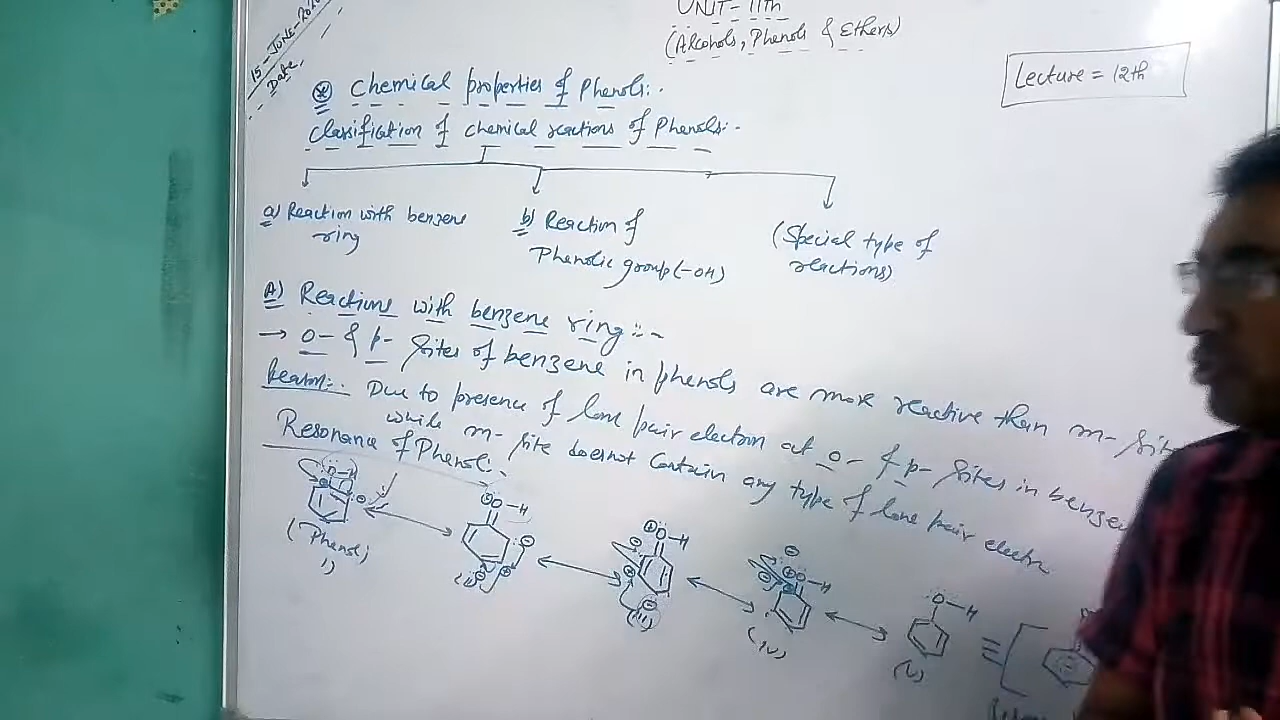 15-JUNE-202
Date,
UNIT-11th
(Alcohols, Phenols & Ethers)
Lecture = 12th
* Chemical properties of Phenols:-
Classification of chemical reactions of Phenols:-
a) Reaction with benzene
ring
b) Reaction of
Phenolic group (-OH)
(Special type of
reactions)
A) Reactions with benzene ring::-
→ o- & p- sites of benzene in phenols are more reactive than m- site
Reason:- Due to presence of lone pair electron at o- & p- sites in benzen
while m- site doesnot Contain any type of lone pair electr
Resonance of Phenol:-
O-H
(Phenol)
I)
⊕O-H
(II)
⊕O-H
(III)
⊕O-H
(IV)
O-H
(V)
≡